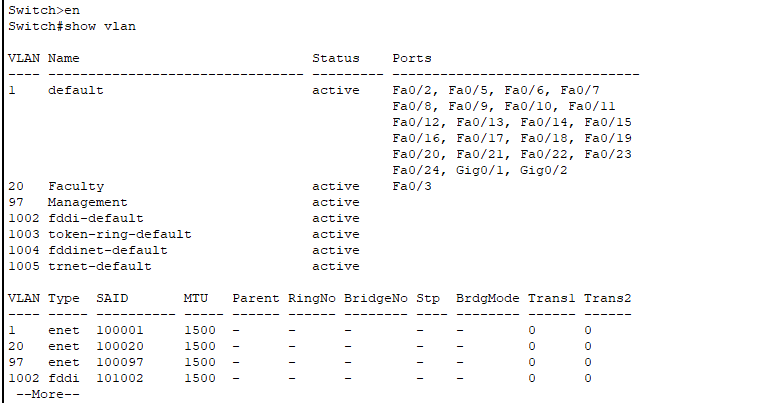 Switch>en
Switch#show vlan
VLAN Name                             Status    Ports
---- -------------------------------- --------- -------------------------------
1    default                          active    Fa0/2, Fa0/5, Fa0/6, Fa0/7
                                                Fa0/8, Fa0/9, Fa0/10, Fa0/11
                                                Fa0/12, Fa0/13, Fa0/14, Fa0/15
                                                Fa0/16, Fa0/17, Fa0/18, Fa0/19
                                                Fa0/20, Fa0/21, Fa0/22, Fa0/23
                                                Fa0/24, Gig0/1, Gig0/2
20   Faculty                          active    Fa0/3
97   Management                       active
1002 fddi-default                     active
1003 token-ring-default               active
1004 fddinet-default                  active
1005 trnet-default                    active
VLAN Type  SAID       MTU   Parent RingNo BridgeNo Stp  BrdgMode Trans1 Trans2
---- ----- ---------- ----- ------ ------ -------- ---- -------- ------ ------
1    enet  100001     1500  -      -      -        -    -        0      0
20   enet  100020     1500  -      -      -        -    -        0      0
97   enet  100097     1500  -      -      -        -    -        0      0
1002 fddi  101002     1500  -      -      -        -    -        0      0
 --More--